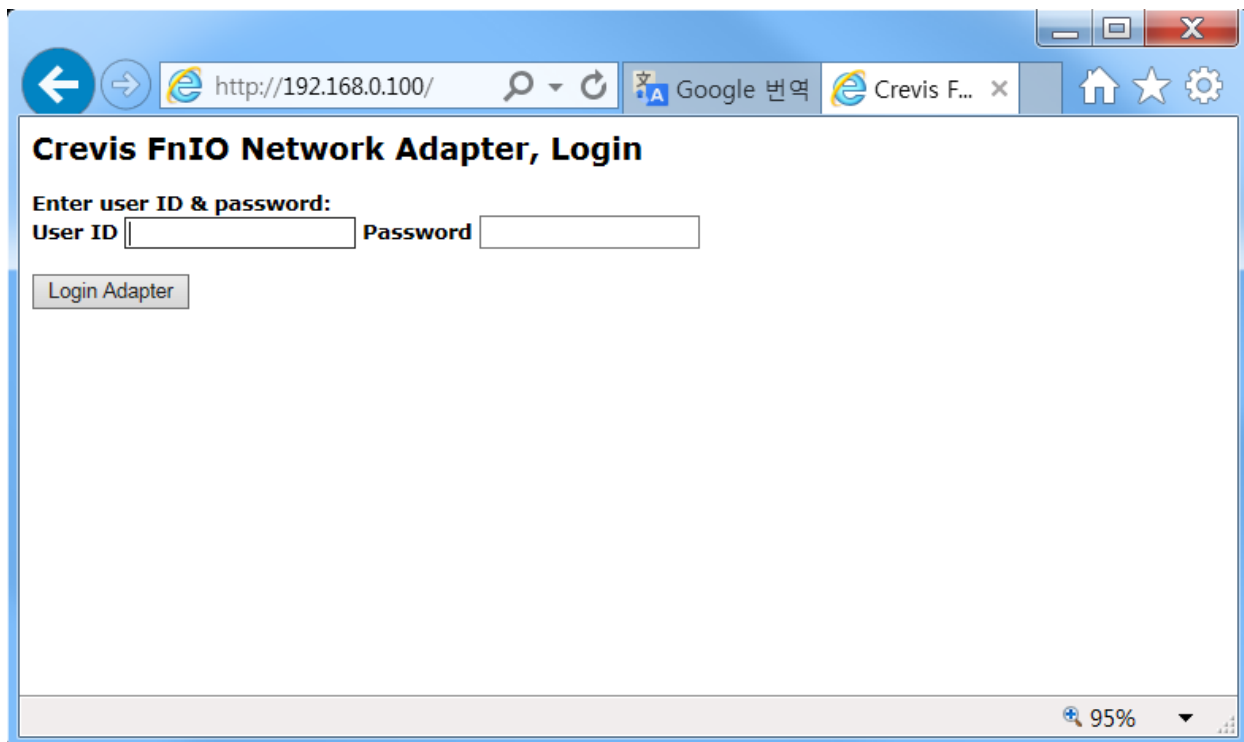 http://192.168.0.100/ Google 번역 Crevis F...
Crevis FnIO Network Adapter, Login
Enter user ID & password:
User ID Password
Login Adapter
95%